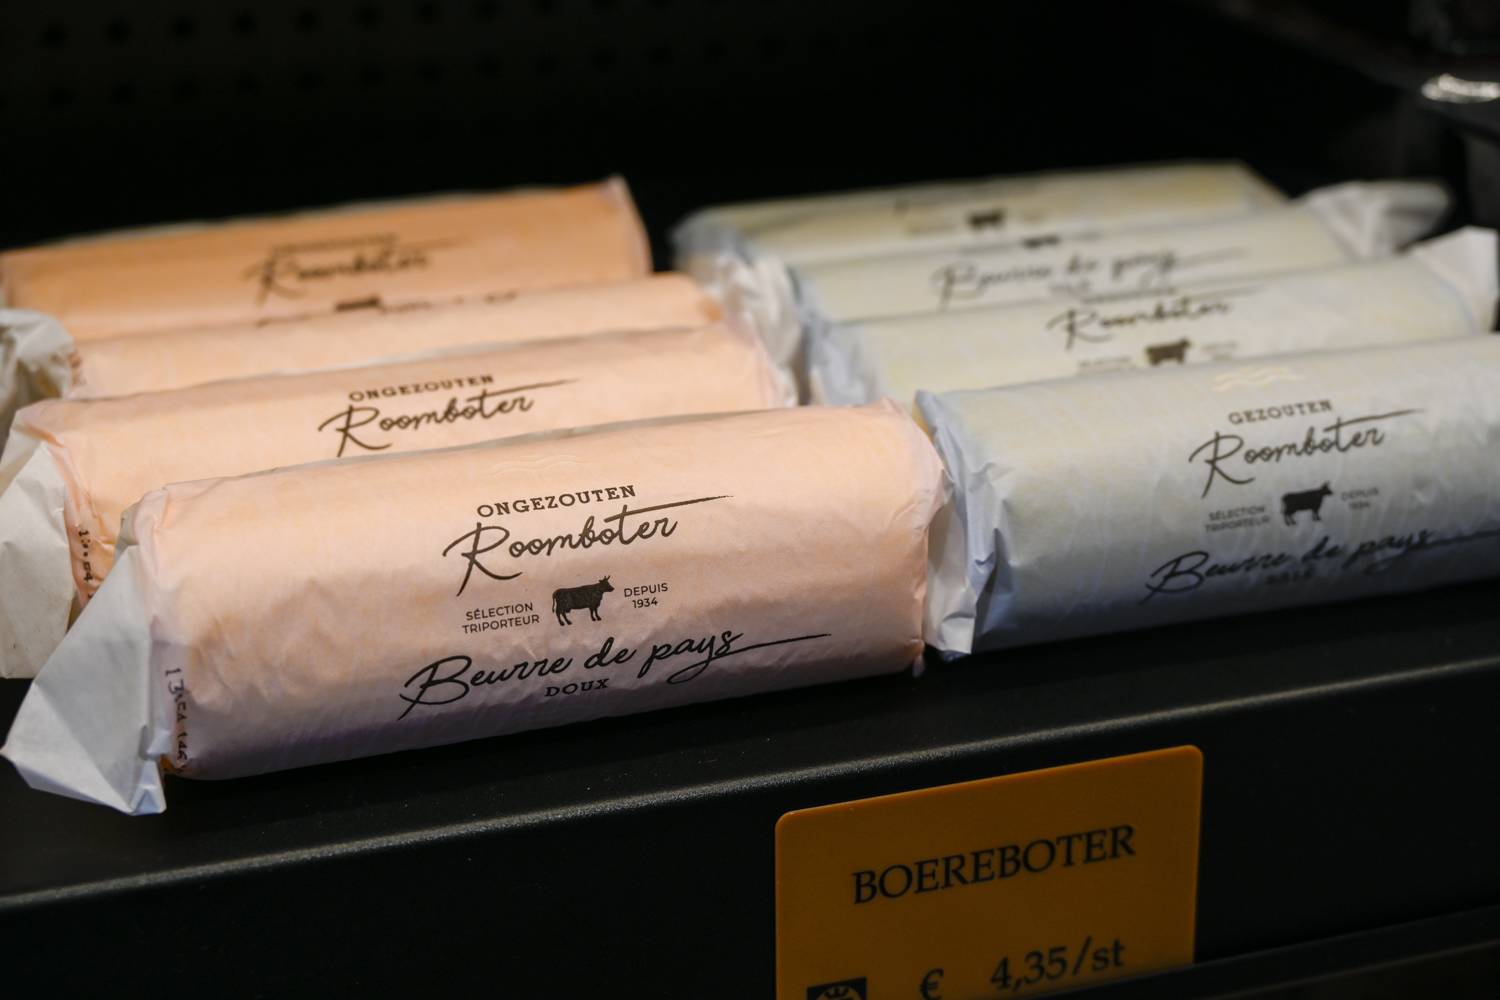 ONGEZOUTEN
Roomboter
ONGEZOUTEN
Roomboter
ONGEZOUTEN
Roomboter
SÉLECTION
TRIPORTEUR
DEPUIS
1934
Beurre de pays
DOUX
Beurre de pays
Roomboter
GEZOUTEN
Roomboter
SÉLECTION
TRIPORTEUR
DEPUIS
1934
Beurre de pays
BOEREBOTER
€ 4,35/st